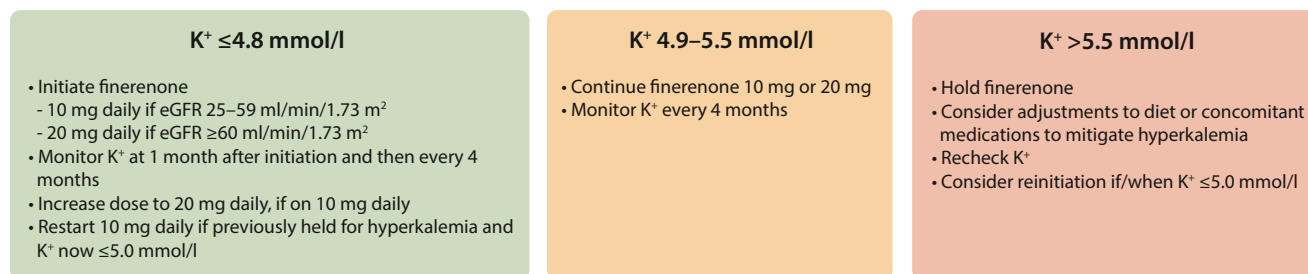 K⁺ ≤4.8 mmol/l
• Initiate finerenone
- 10 mg daily if eGFR 25–59 ml/min/1.73 m²
- 20 mg daily if eGFR ≥60 ml/min/1.73 m²
• Monitor K⁺ at 1 month after initiation and then every 4
months
• Increase dose to 20 mg daily, if on 10 mg daily
• Restart 10 mg daily if previously held for hyperkalemia and
K⁺ now ≤5.0 mmol/l
K⁺ 4.9–5.5 mmol/l
• Continue finerenone 10 mg or 20 mg
• Monitor K⁺ every 4 months
K⁺ >5.5 mmol/l
• Hold finerenone
• Consider adjustments to diet or concomitant
medications to mitigate hyperkalemia
• Recheck K⁺
• Consider reinitiation if/when K⁺ ≤5.0 mmol/l